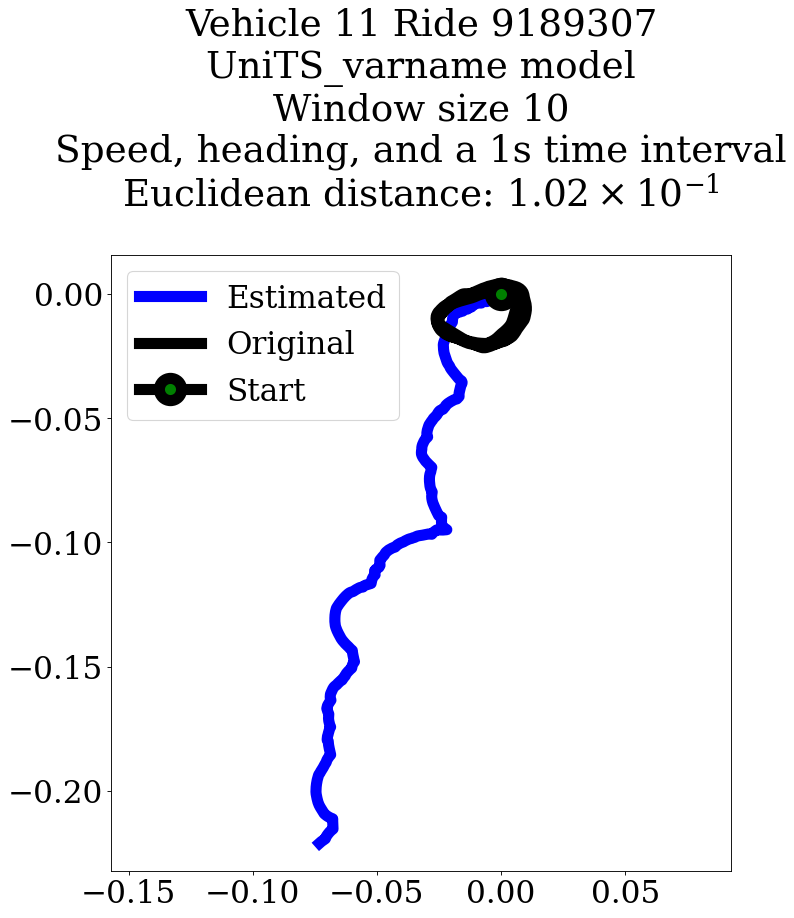 Vehicle 11 Ride 9189307
UniTS_varname model
Window size 10
Speed, heading, and a 1s time interval
Euclidean distance: 1.02 × 10⁻¹
Estimated
Original
Start
0.00
−0.05
−0.10
−0.15
−0.20
−0.15 −0.10 −0.05 0.00 0.05